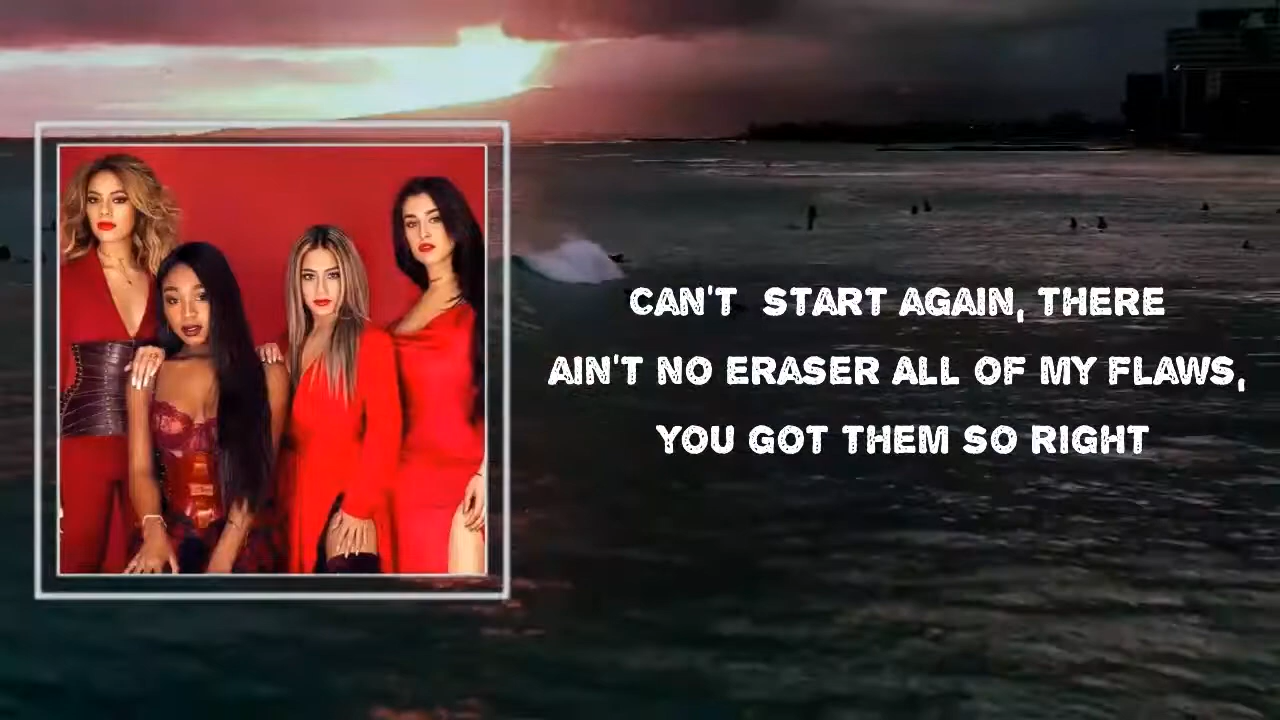 CAN'T START AGAIN, THERE
AIN'T NO ERASER ALL OF MY FLAWS,
YOU GOT THEM SO RIGHT